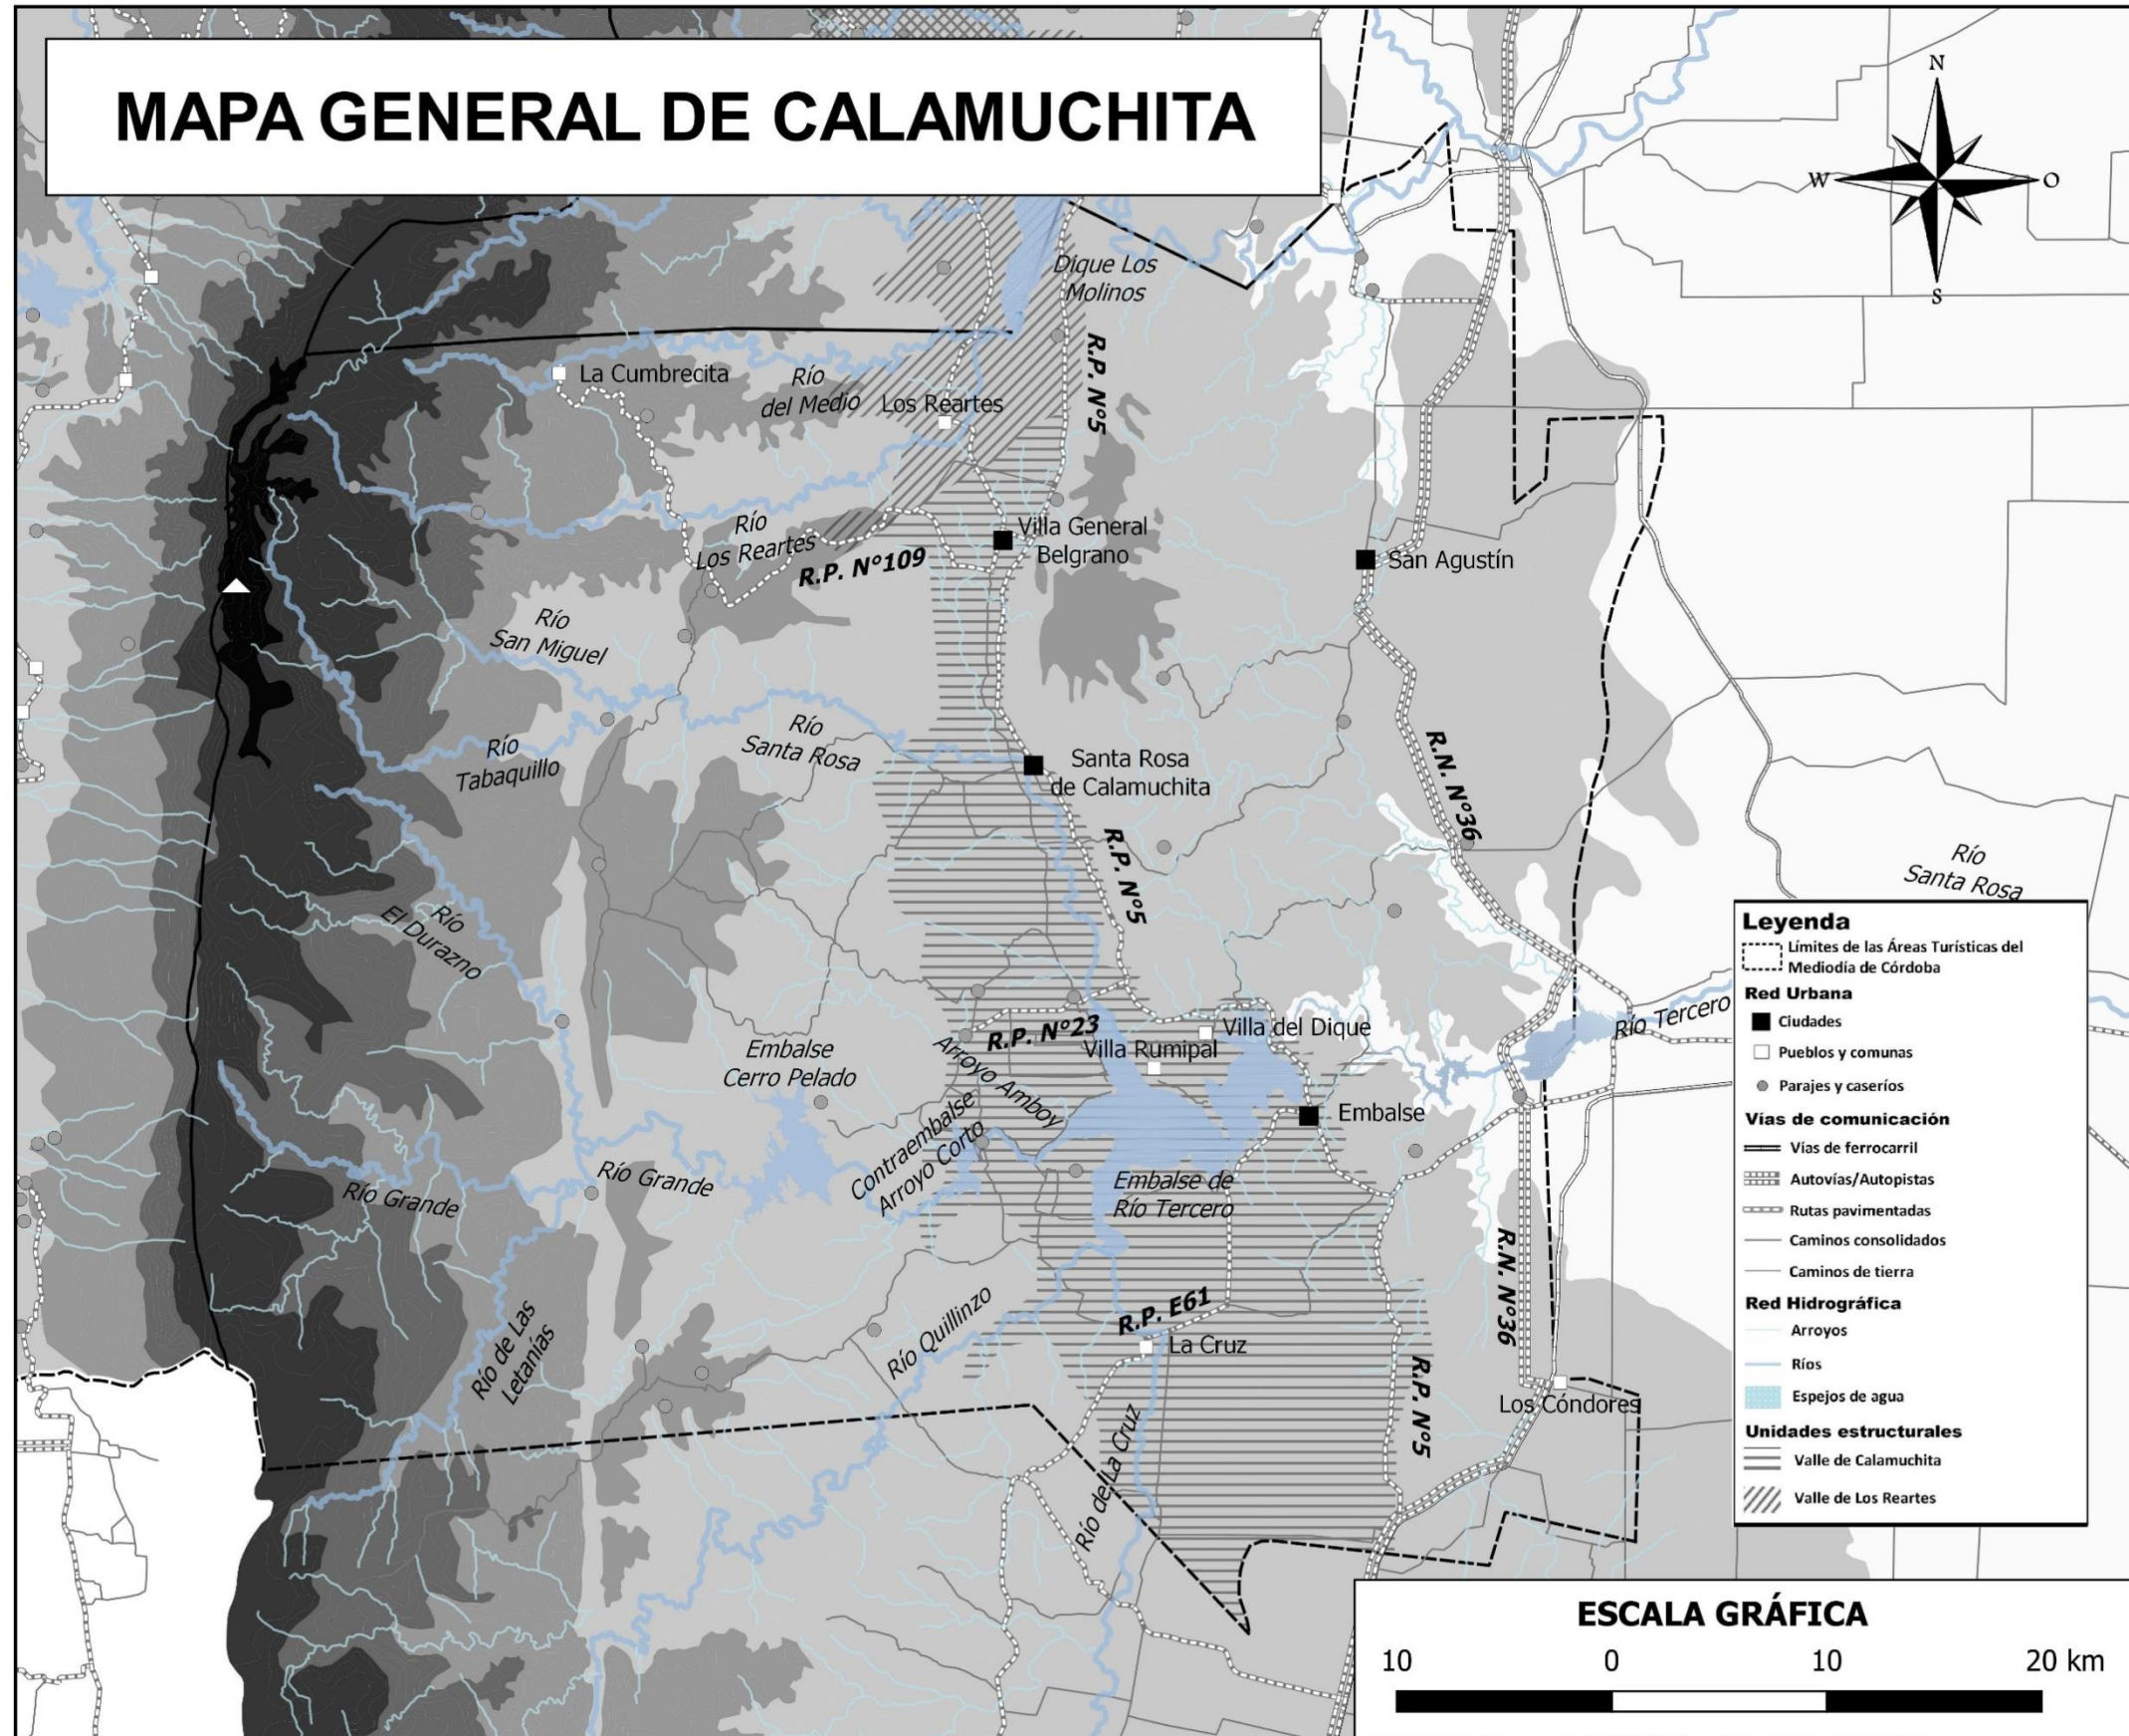 MAPA GENERAL DE CALAMUCHITA
N
W
O
S
Dique Los
Molinos
R.P. Nº5
La Cumbrecita
Río
del Medio
Los Reartes
Río
Los Reartes
R.P. Nº109
Villa General
Belgrano
San Agustín
Río
San Miguel
Río
Tabaquillo
Río
Santa Rosa
Santa Rosa
de Calamuchita
R.N. Nº36
R.P. Nº5
Río
Santa Rosa
Río
El Durazno
Embalse
Cerro Pelado
R.P. Nº23
Arroyo Amboy
Villa del Dique
Villa Rumipal
Río Tercero
Contraembalse
Arroyo Corto
Embalse
Río Grande
Río Grande
Embalse de
Río Tercero
R.N. Nº36
Río de Las
Letanías
Río Quillinzo
R.P. E61
La Cruz
R.P. Nº5
Los Cóndores
Río de La Cruz
Leyenda
Límites de las Áreas Turísticas del
Mediodía de Córdoba
Red Urbana
Ciudades
Pueblos y comunas
Parajes y caseríos
Vías de comunicación
Vías de ferrocarril
Autovías/Autopistas
Rutas pavimentadas
Caminos consolidados
Caminos de tierra
Red Hidrográfica
Arroyos
Ríos
Espejos de agua
Unidades estructurales
Valle de Calamuchita
Valle de Los Reartes
ESCALA GRÁFICA
10 0 10 20 km